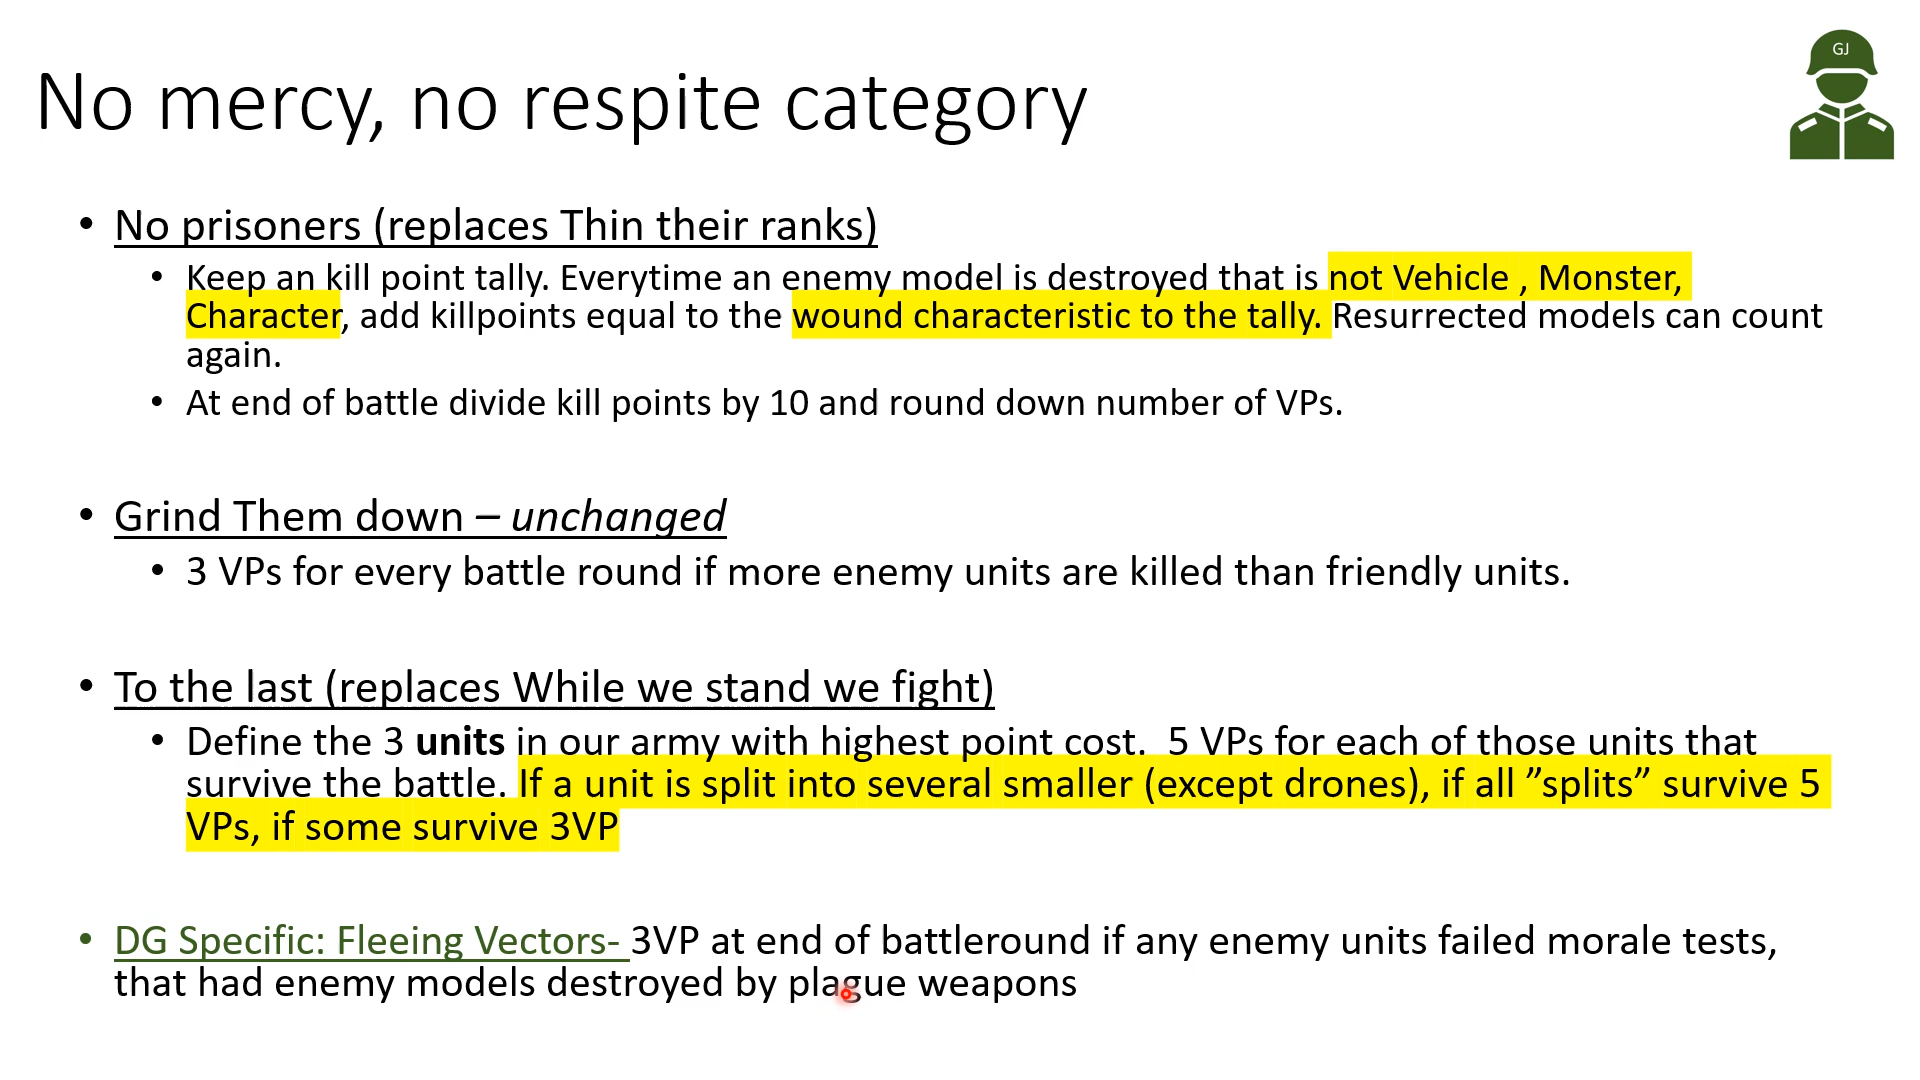 GJ
No mercy, no respite category
• No prisoners (replaces Thin their ranks)
• Keep an kill point tally. Everytime an enemy model is destroyed that is not Vehicle , Monster,
Character, add killpoints equal to the wound characteristic to the tally. Resurrected models can count
again.
• At end of battle divide kill points by 10 and round down number of VPs.
• Grind Them down – unchanged
• 3 VPs for every battle round if more enemy units are killed than friendly units.
• To the last (replaces While we stand we fight)
• Define the 3 units in our army with highest point cost.  5 VPs for each of those units that
survive the battle. If a unit is split into several smaller (except drones), if all ”splits” survive 5
VPs, if some survive 3VP
• DG Specific: Fleeing Vectors- 3VP at end of battleround if any enemy units failed morale tests,
that had enemy models destroyed by plague weapons